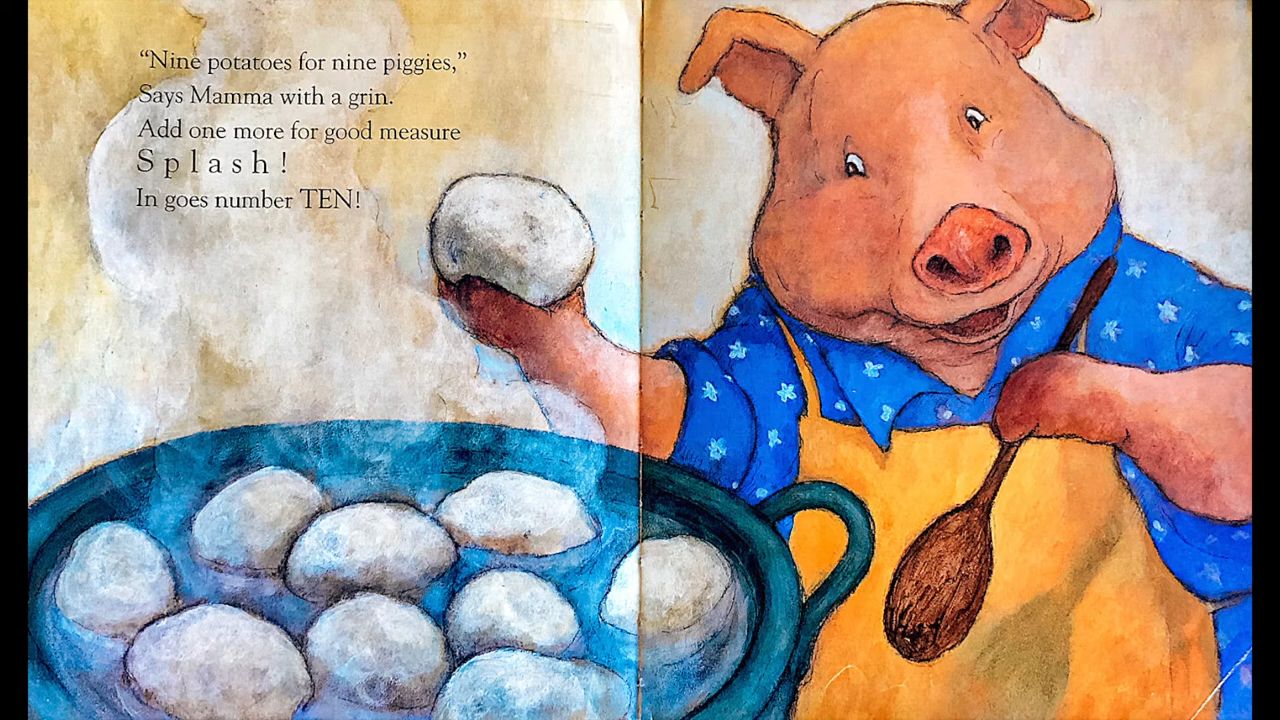 “Nine potatoes for nine piggies,”
Says Mamma with a grin.
Add one more for good measure
S p l a s h !
In goes number TEN!